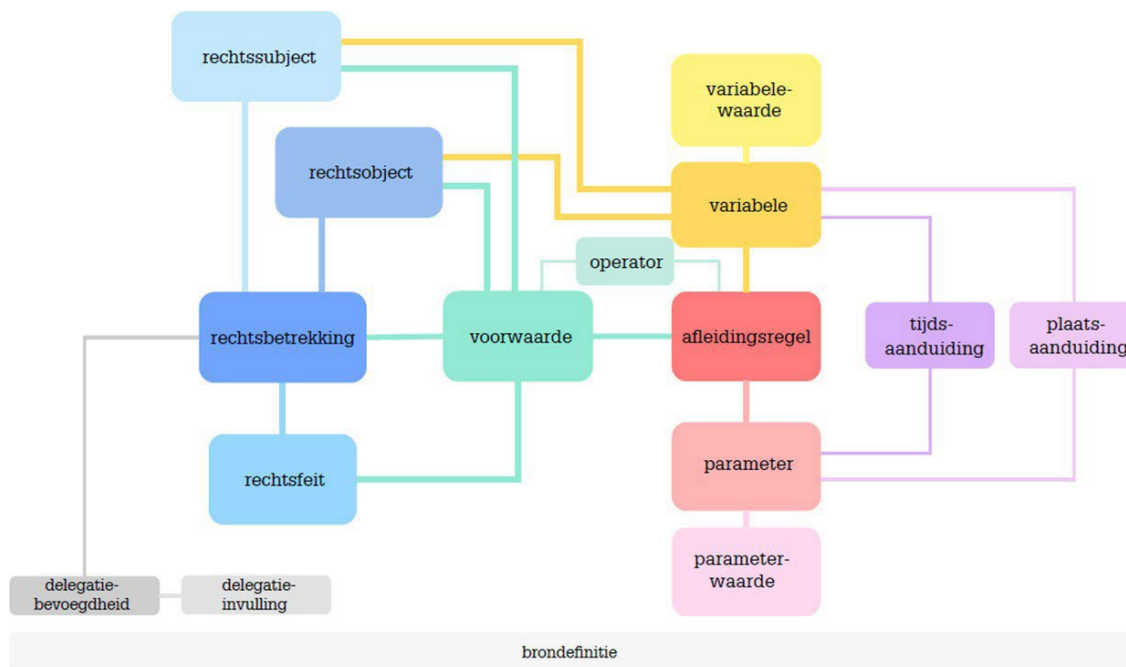 rechtssubject
variabele-
waarde
rechtsobject
variabele
operator
rechtsbetrekking
voorwaarde
afleidingsregel
tijds-
aanduiding
plaats-
aanduiding
rechtsfeit
parameter
parameter-
waarde
delegatie-
bevoegdheid
delegatie-
invulling
brondefinitie